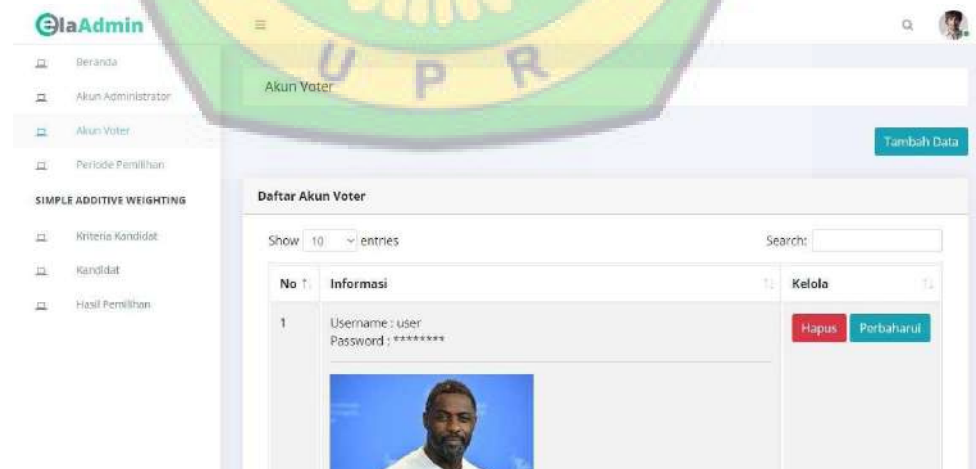 ElaAdmin
Beranda
Akun Administrator
Akun Voter
Periode Pemilihan
SIMPLE ADDITIVE WEIGHTING
Kriteria Kandidat
Kandidat
Hasil Pemilihan
UPR
Akun Voter
Tambah Data
Daftar Akun Voter
Show 10 entries
Search:
No Informasi Kelola
1 Username : user Hapus Perbaharui
Password : ********